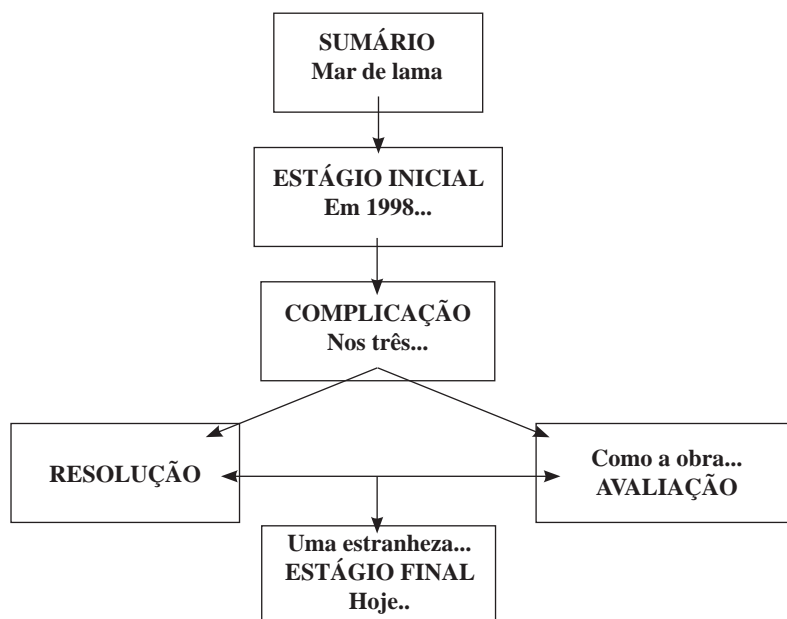 SUMÁRIO
Mar de lama
ESTÁGIO INICIAL
Em 1998...
COMPLICAÇÃO
Nos três...
RESOLUÇÃO
Como a obra...
AVALIAÇÃO
Uma estranheza...
ESTÁGIO FINAL
Hoje..